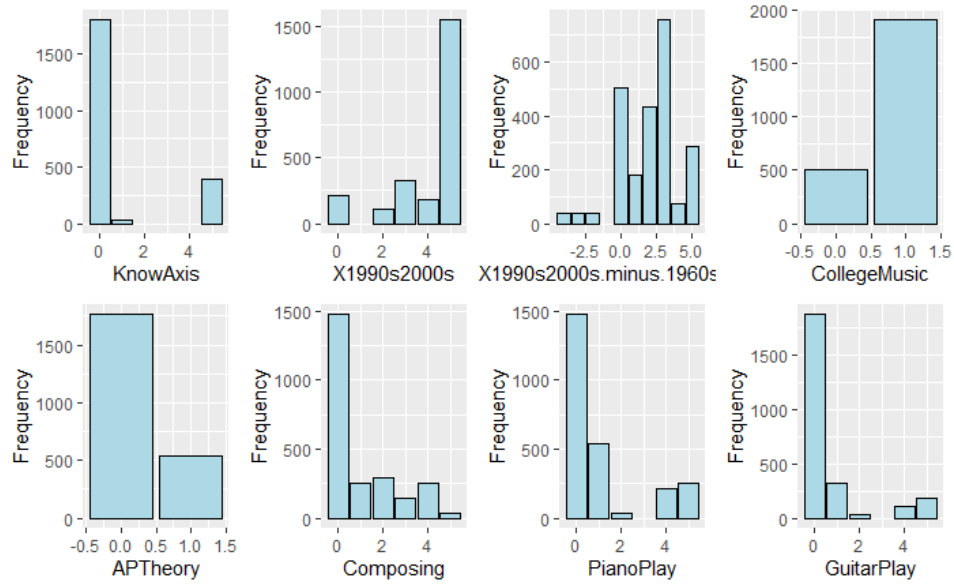 Frequency
1500
1000
500
0
0 2 4
KnowAxis
Frequency
1500
1000
500
0
0 2 4
X1990s2000s
Frequency
600
400
200
0
0.0 2.5 5.0
-2.5
X1990s2000s.minus.1960s
Frequency
2000
1500
1000
500
0
-0.5 0.0 0.5 1.0 1.5
CollegeMusic
Frequency
1500
1000
500
0
-0.5 0.0 0.5 1.0 1.5
APTheory
Frequency
1500
1000
500
0
0 2 4
Composing
Frequency
1500
1000
500
0
0 2 4
PianoPlay
Frequency
1500
1000
500
0
0 2 4
GuitarPlay